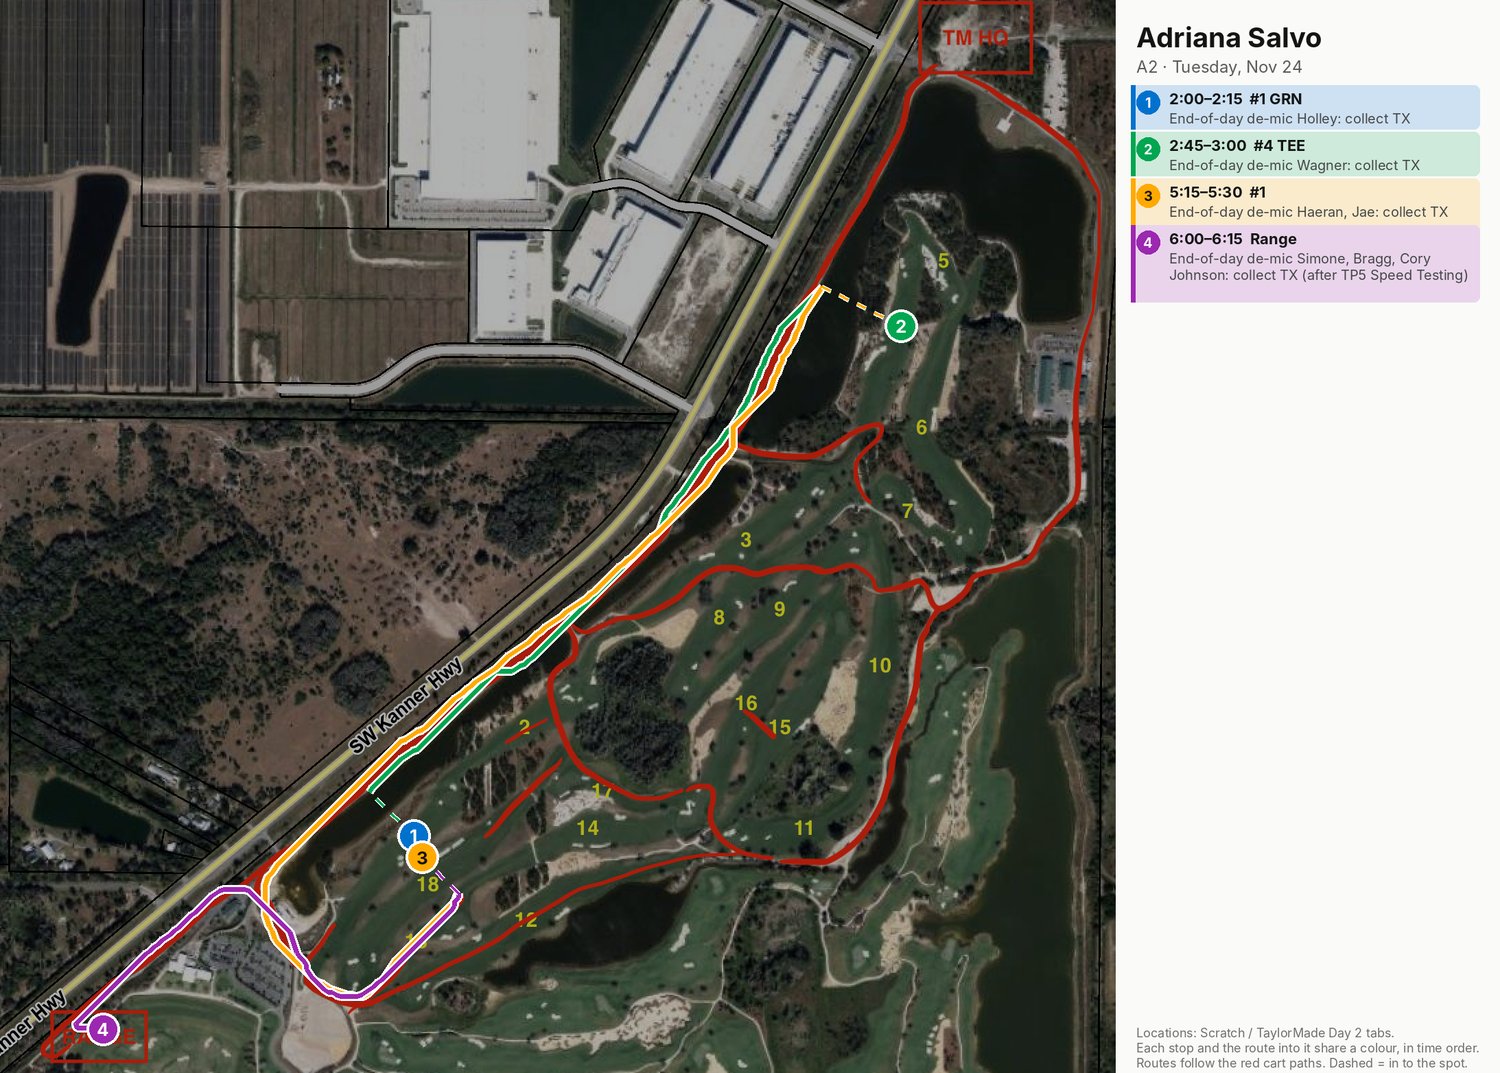 TM HQ
5
2
6
7
3
8
9
10
16
15
2
17
14
11
1
3
18
12
SW Kanner Hwy
4
Adriana Salvo
A2 · Tuesday, Nov 24
1 2:00–2:15 #1 GRN
End-of-day de-mic Holley: collect TX
2 2:45–3:00 #4 TEE
End-of-day de-mic Wagner: collect TX
3 5:15–5:30 #1
End-of-day de-mic Haeran, Jae: collect TX
4 6:00–6:15 Range
End-of-day de-mic Simone, Bragg, Cory
Johnson: collect TX (after TP5 Speed Testing)
Locations: Scratch / TaylorMade Day 2 tabs.
Each stop and the route into it share a colour, in time order.
Routes follow the red cart paths. Dashed = in to the spot.